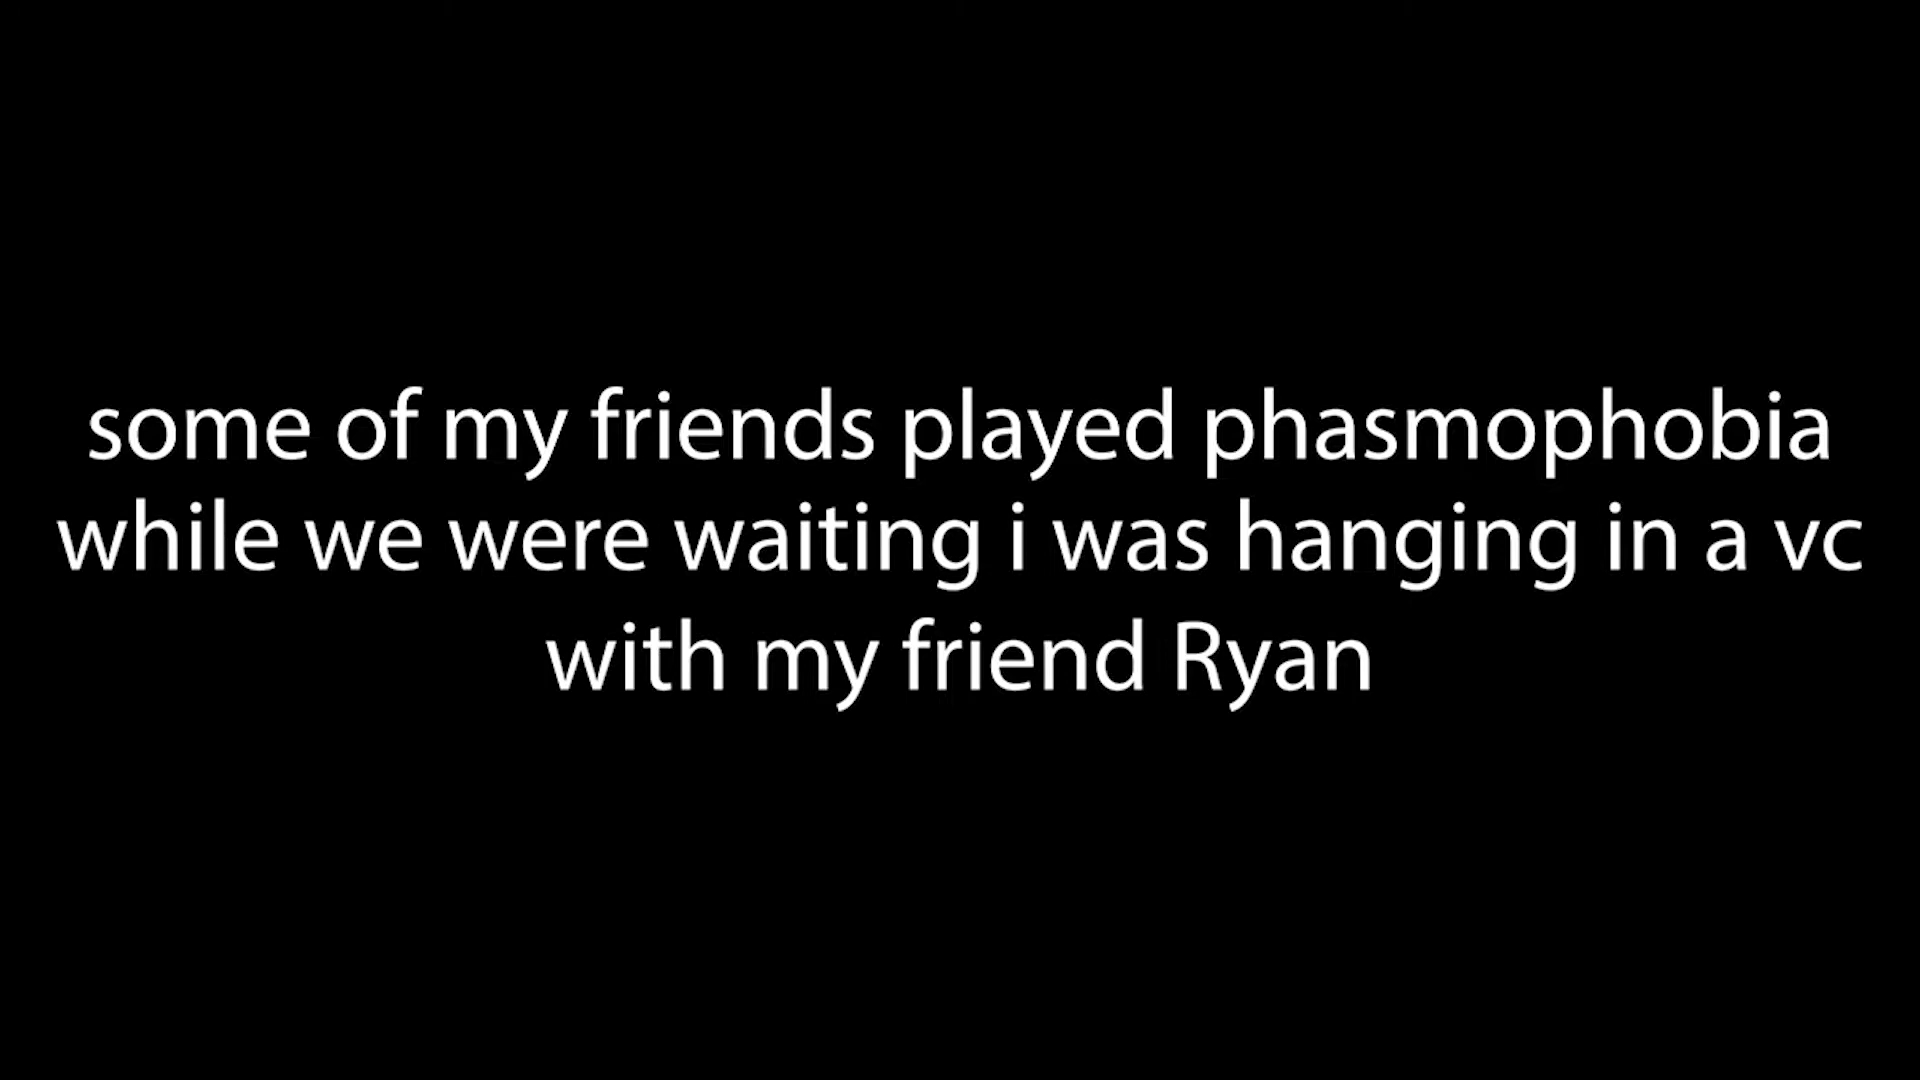 some of my friends played phasmophobia
while we were waiting i was hanging in a vc
with my friend Ryan